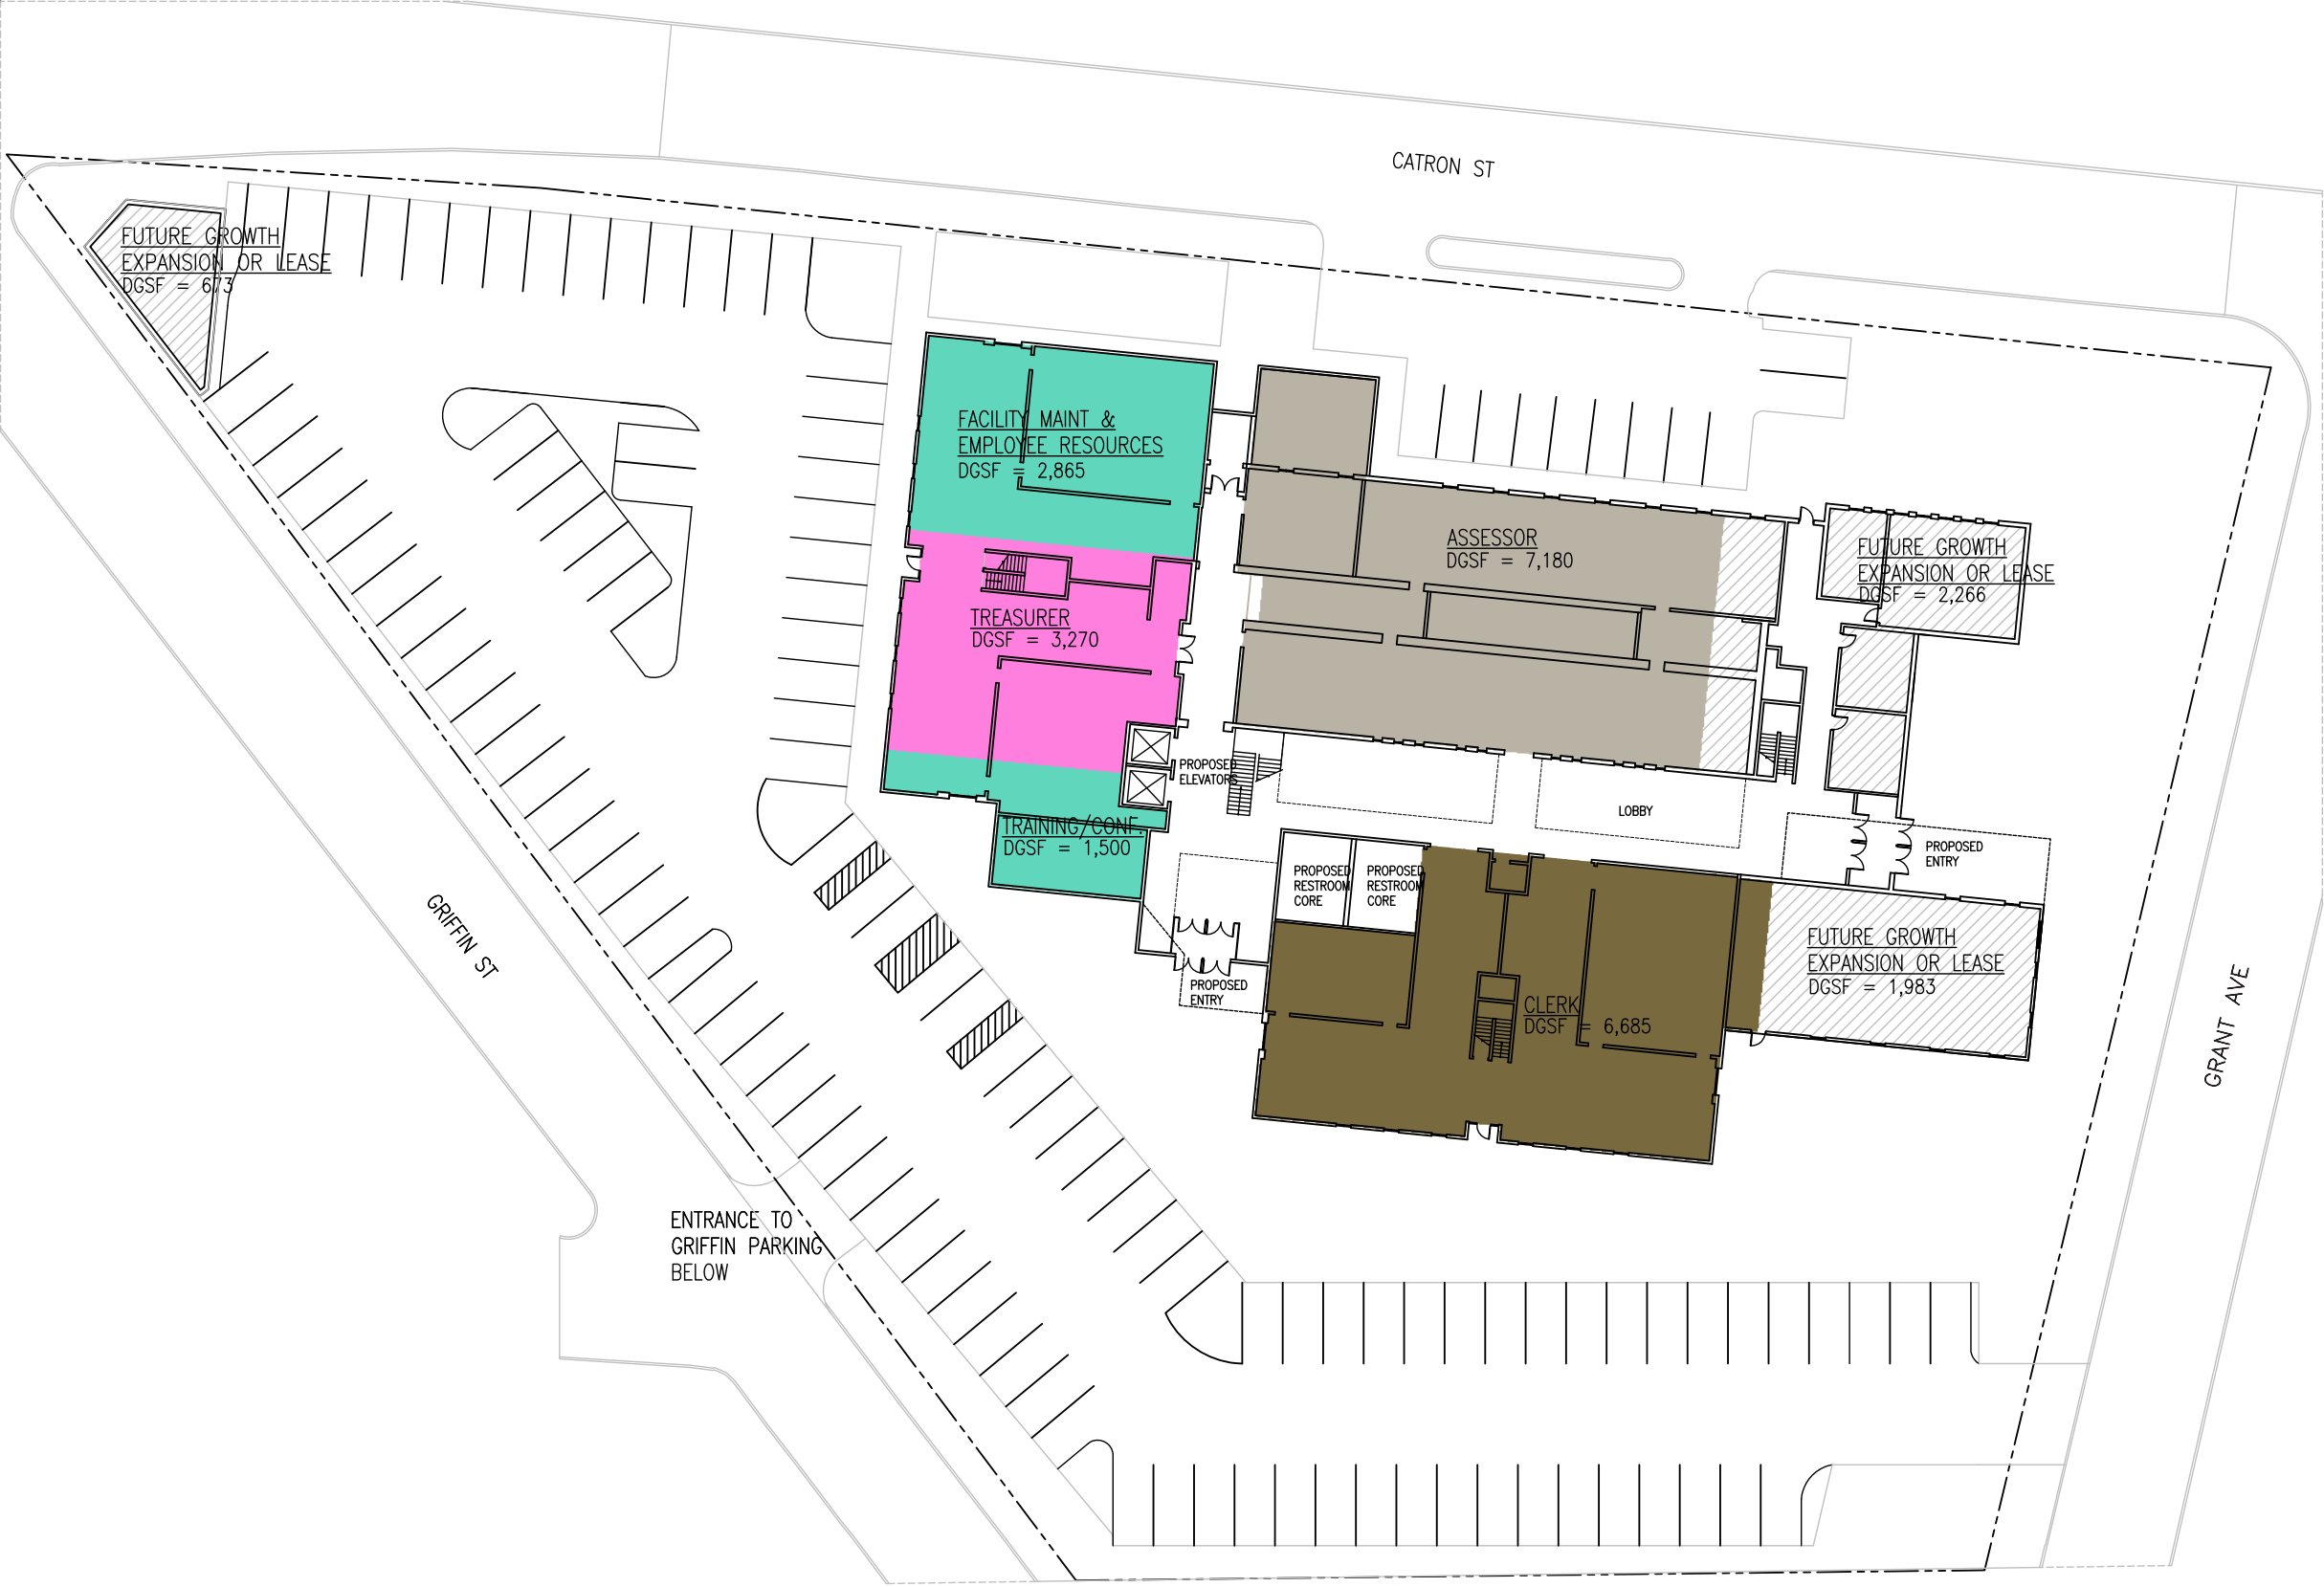 CATRON ST
FUTURE GROWTH
EXPANSION OR LEASE
DGSF = 673
FACILITY MAINT &
EMPLOYEE RESOURCES
DGSF = 2,865
ASSESSOR
DGSF = 7,180
FUTURE GROWTH
EXPANSION OR LEASE
DGSF = 2,266
TREASURER
DGSF = 3,270
PROPOSED
ELEVATORS
LOBBY
TRAINING/CONF.
DGSF = 1,500
PROPOSED
RESTROOM
CORE
PROPOSED
RESTROOM
CORE
PROPOSED
ENTRY
GRIFFIN ST
FUTURE GROWTH
EXPANSION OR LEASE
DGSF = 1,983
PROPOSED
ENTRY
CLERK
DGSF = 6,685
GRANT AVE
ENTRANCE TO
GRIFFIN PARKING
BELOW